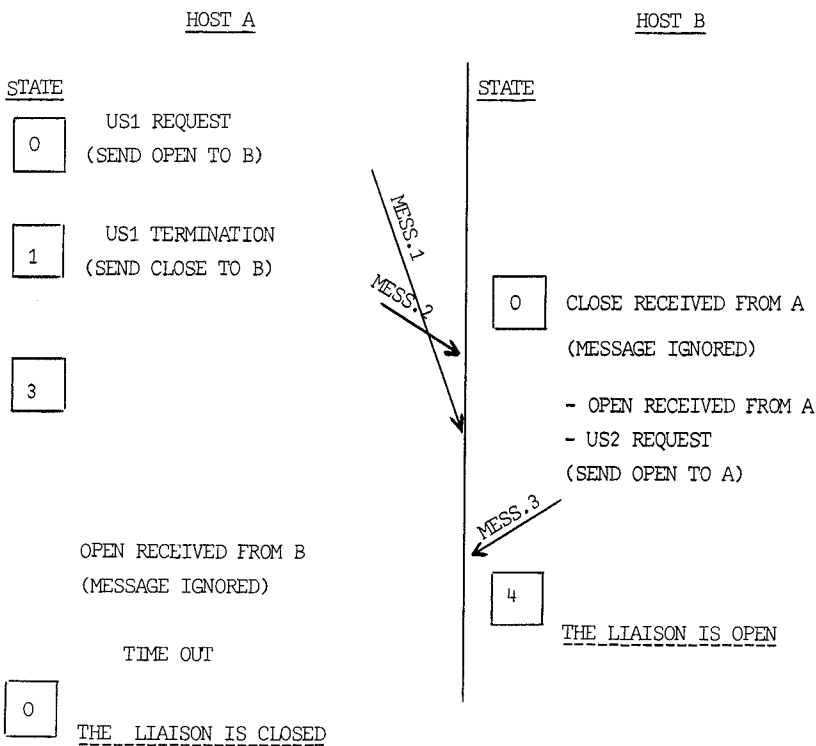 HOST A
STATE
0
US1 REQUEST
(SEND OPEN TO B)
1
US1 TERMINATION
(SEND CLOSE TO B)
3
OPEN RECEIVED FROM B
(MESSAGE IGNORED)
TIME OUT
0
THE LIAISON IS CLOSED
MESS.1
MESS.2
MESS.3
HOST B
STATE
0
CLOSE RECEIVED FROM A
(MESSAGE IGNORED)
- OPEN RECEIVED FROM A
- US2 REQUEST
(SEND OPEN TO A)
4
THE LIAISON IS OPEN